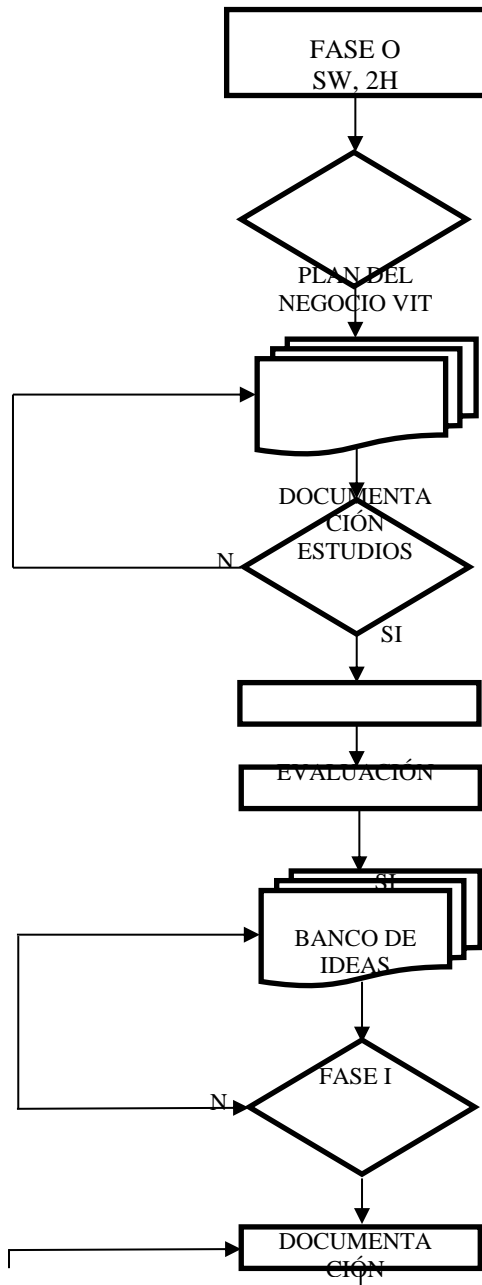 FASE O
SW, 2H
PLAN DEL
NEGOCIO VIT
DOCUMENTA
CIÓN
ESTUDIOS
N
SI
EVALUACIÓN
SI
BANCO DE
IDEAS
FASE I
N
DOCUMENTA
CIÓN